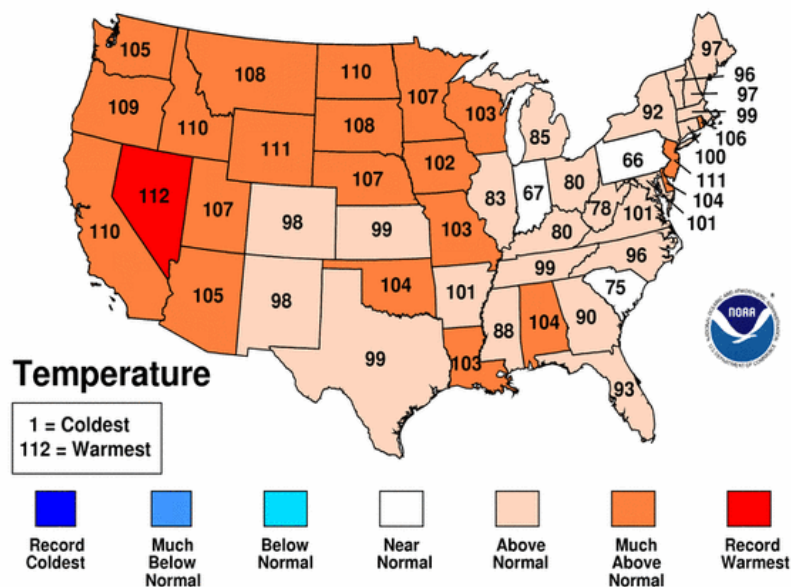 105
108
110
107
97
96
97
99
106
100
111
104
101
109
110
111
108
103
85
92
66
112
107
102
83
67
80
78
101
110
107
98
99
103
80
96
99
75
105
98
104
101
88
104
90
99
103
93
NOAA
Temperature
1 = Coldest
112 = Warmest
Record
Coldest
Much
Below
Normal
Below
Normal
Near
Normal
Above
Normal
Much
Above
Normal
Record
Warmest